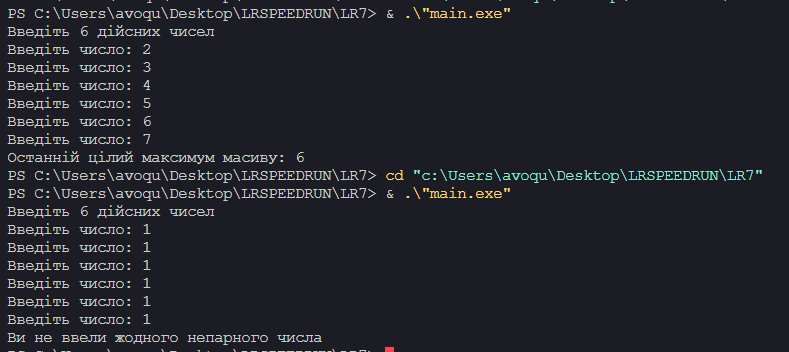 PS C:\Users\avoqu\Desktop\LRSPEEDRUN\LR7> & .\"main.exe"
Введіть 6 дійсних чисел
Введіть число: 2
Введіть число: 3
Введіть число: 4
Введіть число: 5
Введіть число: 6
Введіть число: 7
Останній цілий максимум масиву: 6
PS C:\Users\avoqu\Desktop\LRSPEEDRUN\LR7> cd "c:\Users\avoqu\Desktop\LRSPEEDRUN\LR7"
PS C:\Users\avoqu\Desktop\LRSPEEDRUN\LR7> & .\"main.exe"
Введіть 6 дійсних чисел
Введіть число: 1
Введіть число: 1
Введіть число: 1
Введіть число: 1
Введіть число: 1
Введіть число: 1
Ви не ввели жодного непарного числа